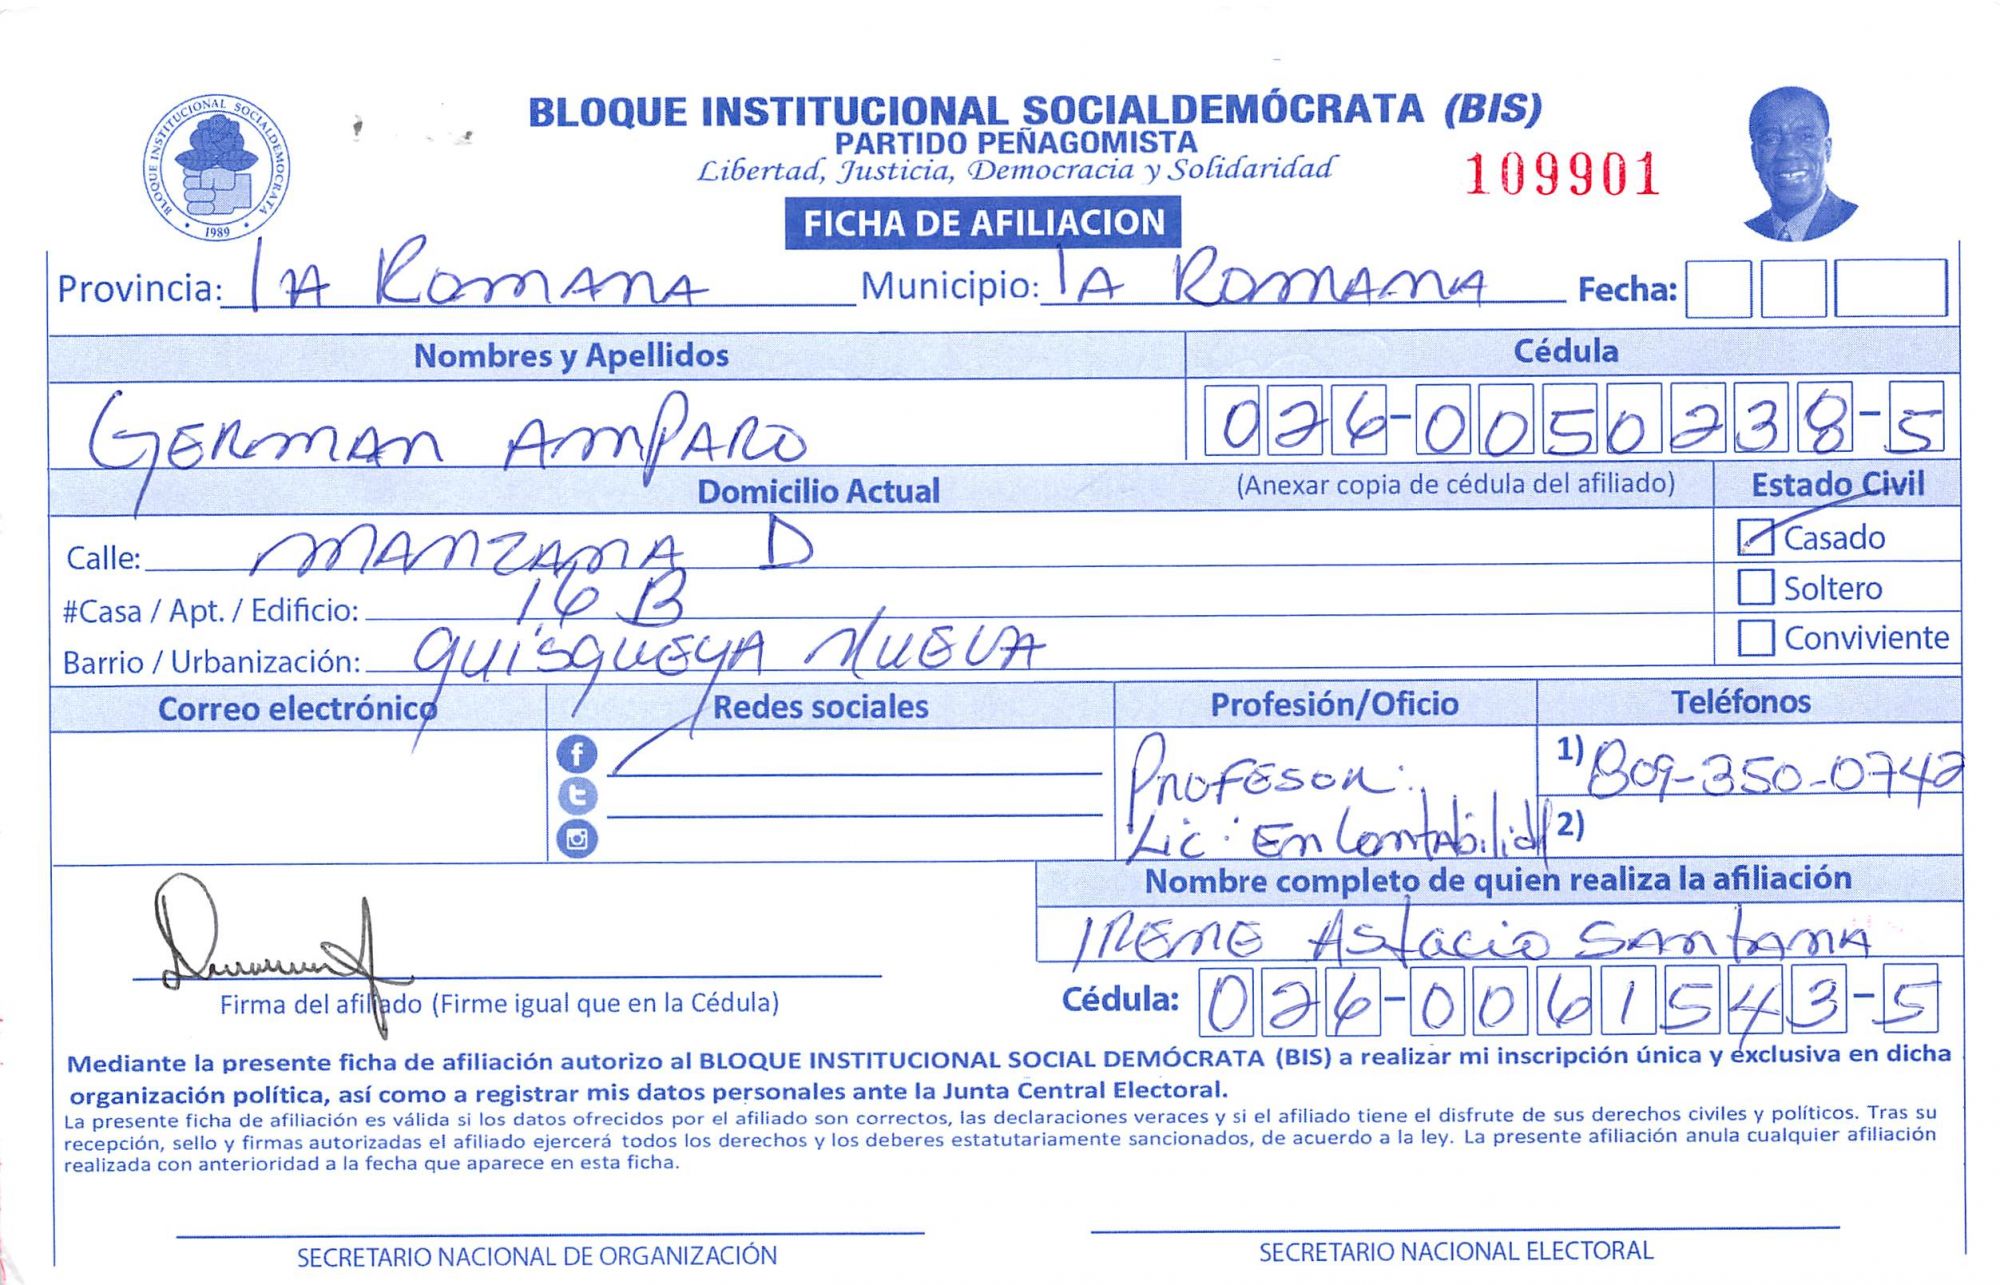 BLOQUE INSTITUCIONAL SOCIALDEMOCRATA
1989
BLOQUE INSTITUCIONAL SOCIALDEMÓCRATA (BIS)
PARTIDO PEÑAGOMISTA
Libertad, Justicia, Democracia y Solidaridad
109901
FICHA DE AFILIACION
Provincia: lA RomANA Municipio: lA ROmANA Fecha:
Nombres y Apellidos Cédula
GERMAN AmPARO 026-0050238-5
Domicilio Actual (Anexar copia de cédula del afiliado) Estado Civil
Calle: MANZANA D Casado
#Casa / Apt. / Edificio: 16 B Soltero
Barrio / Urbanización: QUISQUEYA NUEVA Conviviente
Correo electrónico Redes sociales Profesión/Oficio Teléfonos
Profesor: 1) 809-350-0742
Lic: En Contabilid 2)
Nombre completo de quien realiza la afiliación
IRENE Astacio SANtANA
Firma del afiliado (Firme igual que en la Cédula) Cédula: 026-0061543-5
Mediante la presente ficha de afiliación autorizo al BLOQUE INSTITUCIONAL SOCIAL DEMÓCRATA (BIS) a realizar mi inscripción única y exclusiva en dicha
organización política, así como a registrar mis datos personales ante la Junta Central Electoral.
La presente ficha de afiliación es válida si los datos ofrecidos por el afiliado son correctos, las declaraciones veraces y si el afiliado tiene el disfrute de sus derechos civiles y políticos. Tras su
recepción, sello y firmas autorizadas el afiliado ejercerá todos los derechos y los deberes estatutariamente sancionados, de acuerdo a la ley. La presente afiliación anula cualquier afiliación
realizada con anterioridad a la fecha que aparece en esta ficha.
SECRETARIO NACIONAL DE ORGANIZACIÓN SECRETARIO NACIONAL ELECTORAL